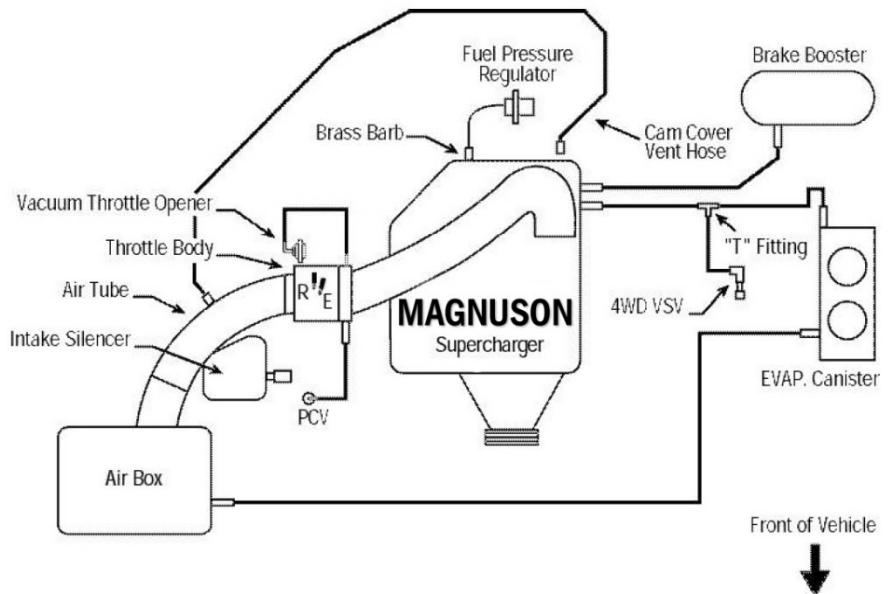 Fuel Pressure
Regulator
Brake Booster
Brass Barb
Cam Cover
Vent Hose
Vacuum Throttle Opener
Throttle Body
"T" Fitting
Air Tube
R E
4WD VSV
MAGNUSON
Intake Silencer
Supercharger
EVAP. Canister
PCV
Air Box
Front of Vehicle